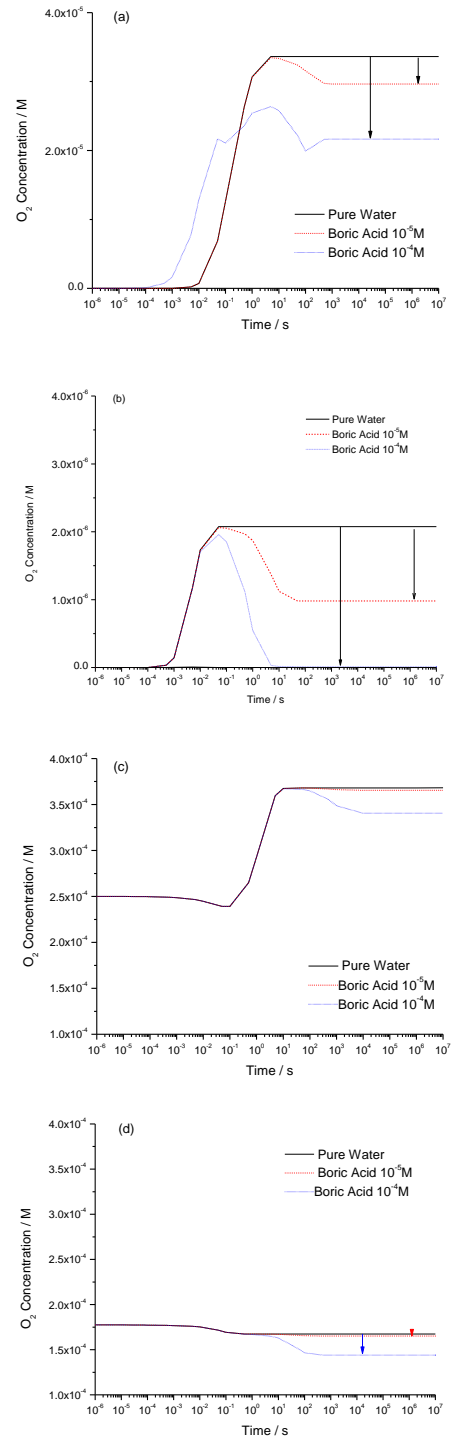 (a)
4.0x10⁻⁵
2.0x10⁻⁵
0.0
O₂ Concentration / M
Pure Water
Boric Acid 10⁻⁵M
Boric Acid 10⁻⁴M
10⁻⁶ 10⁻⁵ 10⁻⁴ 10⁻³ 10⁻² 10⁻¹ 10⁰ 10¹ 10² 10³ 10⁴ 10⁵ 10⁶ 10⁷
Time / s
(b)
4.0x10⁻⁶
3.0x10⁻⁶
2.0x10⁻⁶
1.0x10⁻⁶
0.0
O₂ Concentration / M
Pure Water
Boric Acid 10⁻⁵M
Boric Acid 10⁻⁴M
10⁻⁶ 10⁻⁵ 10⁻⁴ 10⁻³ 10⁻² 10⁻¹ 10⁰ 10¹ 10² 10³ 10⁴ 10⁵ 10⁶ 10⁷
Time / s
(c)
4.0x10⁻⁴
3.5x10⁻⁴
3.0x10⁻⁴
2.5x10⁻⁴
2.0x10⁻⁴
1.5x10⁻⁴
1.0x10⁻⁴
O₂ Concentration / M
Pure Water
Boric Acid 10⁻⁵M
Boric Acid 10⁻⁴M
10⁻⁶ 10⁻⁵ 10⁻⁴ 10⁻³ 10⁻² 10⁻¹ 10⁰ 10¹ 10² 10³ 10⁴ 10⁵ 10⁶ 10⁷
Time / s
(d)
4.0x10⁻⁴
3.5x10⁻⁴
3.0x10⁻⁴
2.5x10⁻⁴
2.0x10⁻⁴
1.5x10⁻⁴
1.0x10⁻⁴
O₂ Concentration / M
Pure Water
Boric Acid 10⁻⁵M
Boric Acid 10⁻⁴M
10⁻⁶ 10⁻⁵ 10⁻⁴ 10⁻³ 10⁻² 10⁻¹ 10⁰ 10¹ 10² 10³ 10⁴ 10⁵ 10⁶ 10⁷
Time / s